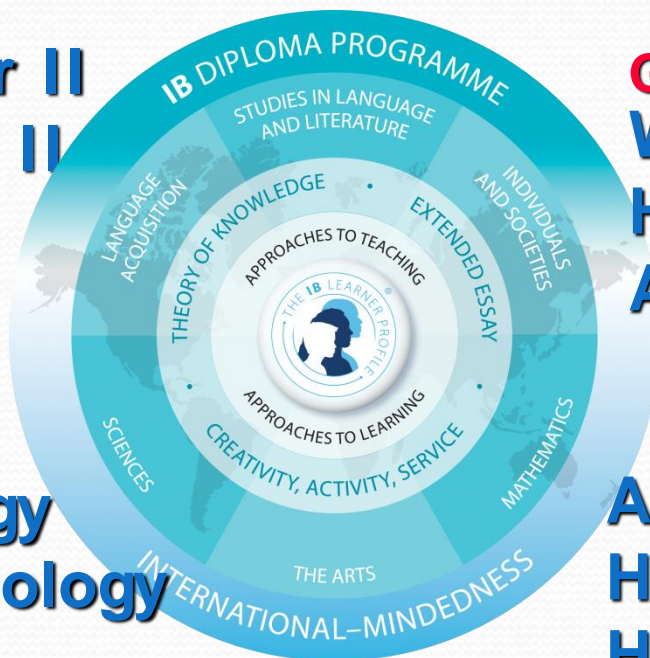 IB DIPLOMA PROGRAMME
STUDIES IN LANGUAGE
AND LITERATURE
II
II
INDIVIDUALS
AND SOCIETIES
LANGUAGE
ACQUISITION
THEORY OF KNOWLEDGE
EXTENDED ESSAY
APPROACHES TO TEACHING
THE IB LEARNER PROFILE
®
APPROACHES TO LEARNING
CREATIVITY, ACTIVITY, SERVICE
SCIENCES
MATHEMATICS
THE ARTS
INTERNATIONAL–MINDEDNESS